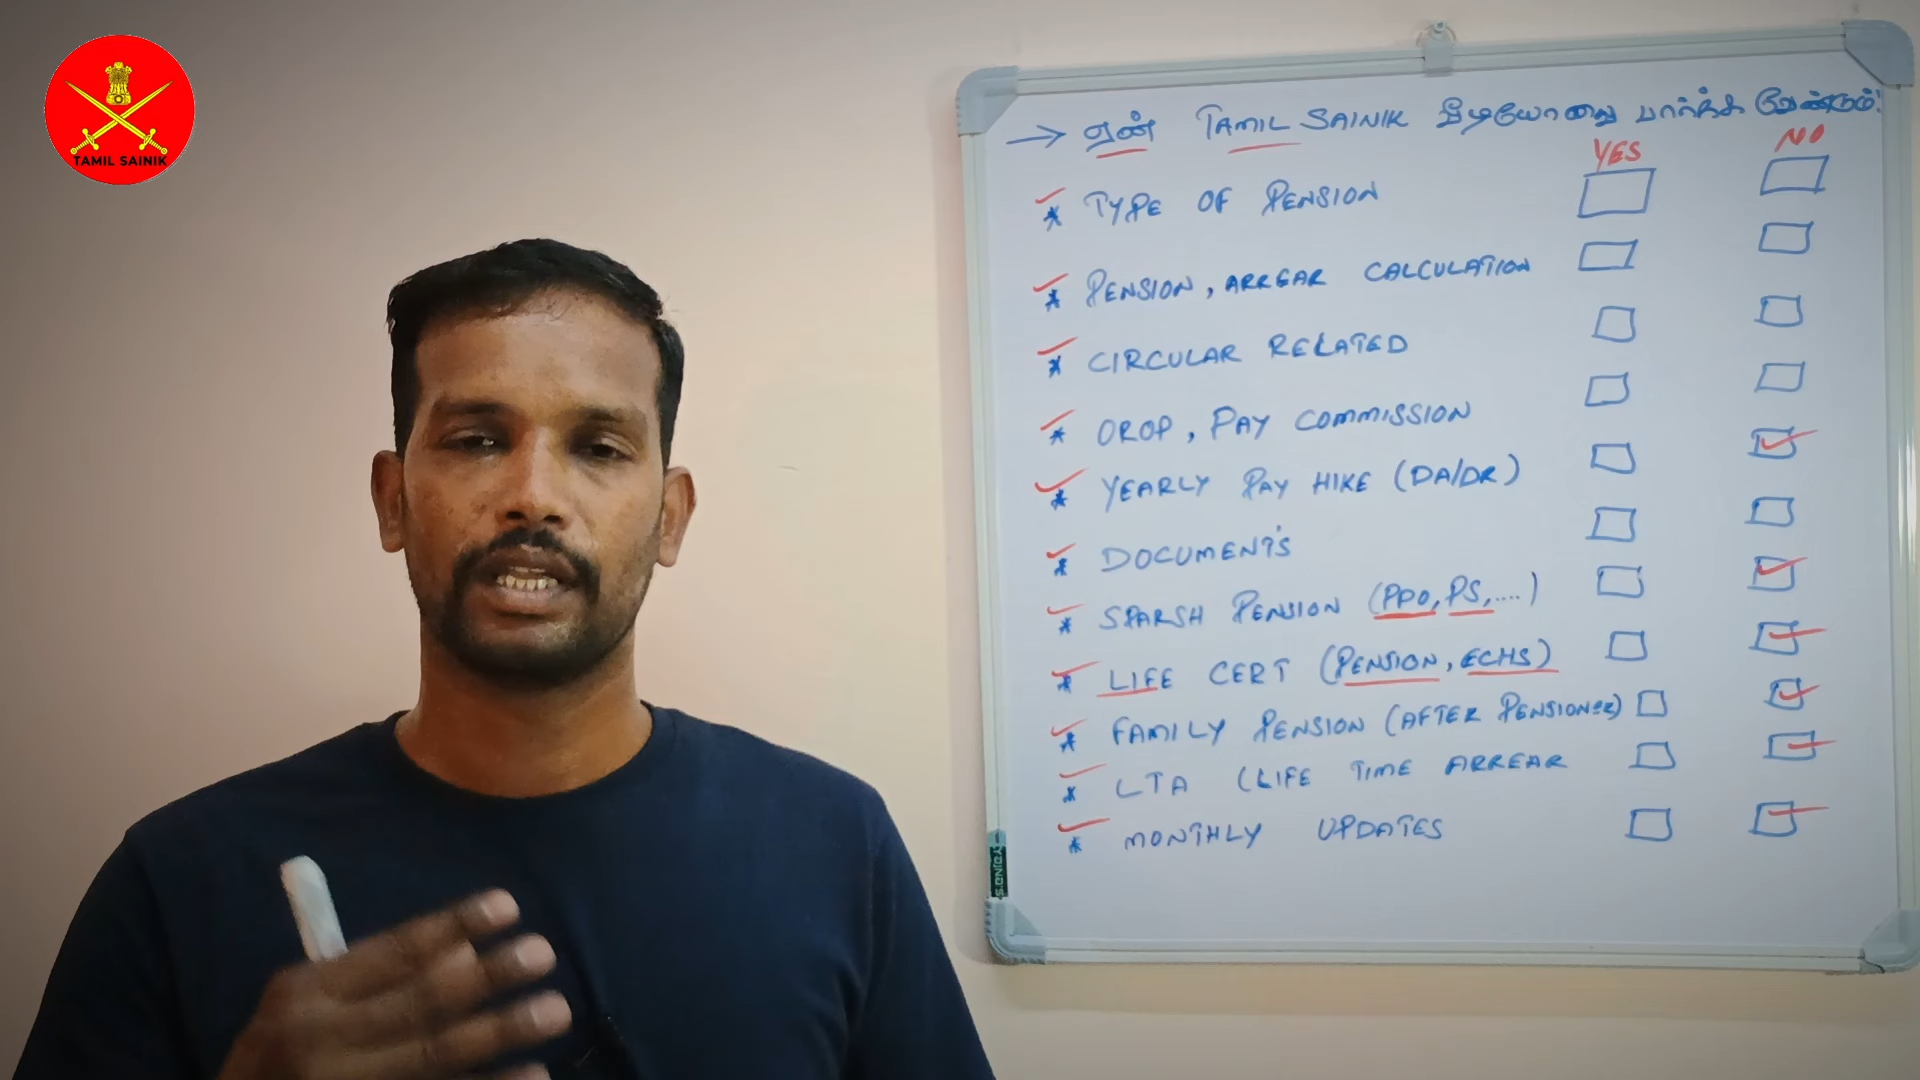 TAMIL SAINIK
→ ஏன் TAMIL SAINIK வீடியோவை பார்க்க வேண்டும்!
YES NO
* TYPE OF PENSION
* PENSION, ARREAR CALCULATION
* CIRCULAR RELATED
* OROP, PAY COMMISSION
* YEARLY PAY HIKE (DA/DR)
* DOCUMENTS
* SPARSH PENSION (PPO, PS, ....)
* LIFE CERT (PENSION, ECHS)
* FAMILY PENSION (AFTER PENSIONER)
* LTA (LIFE TIME ARREAR
* MONTHLY UPDATES